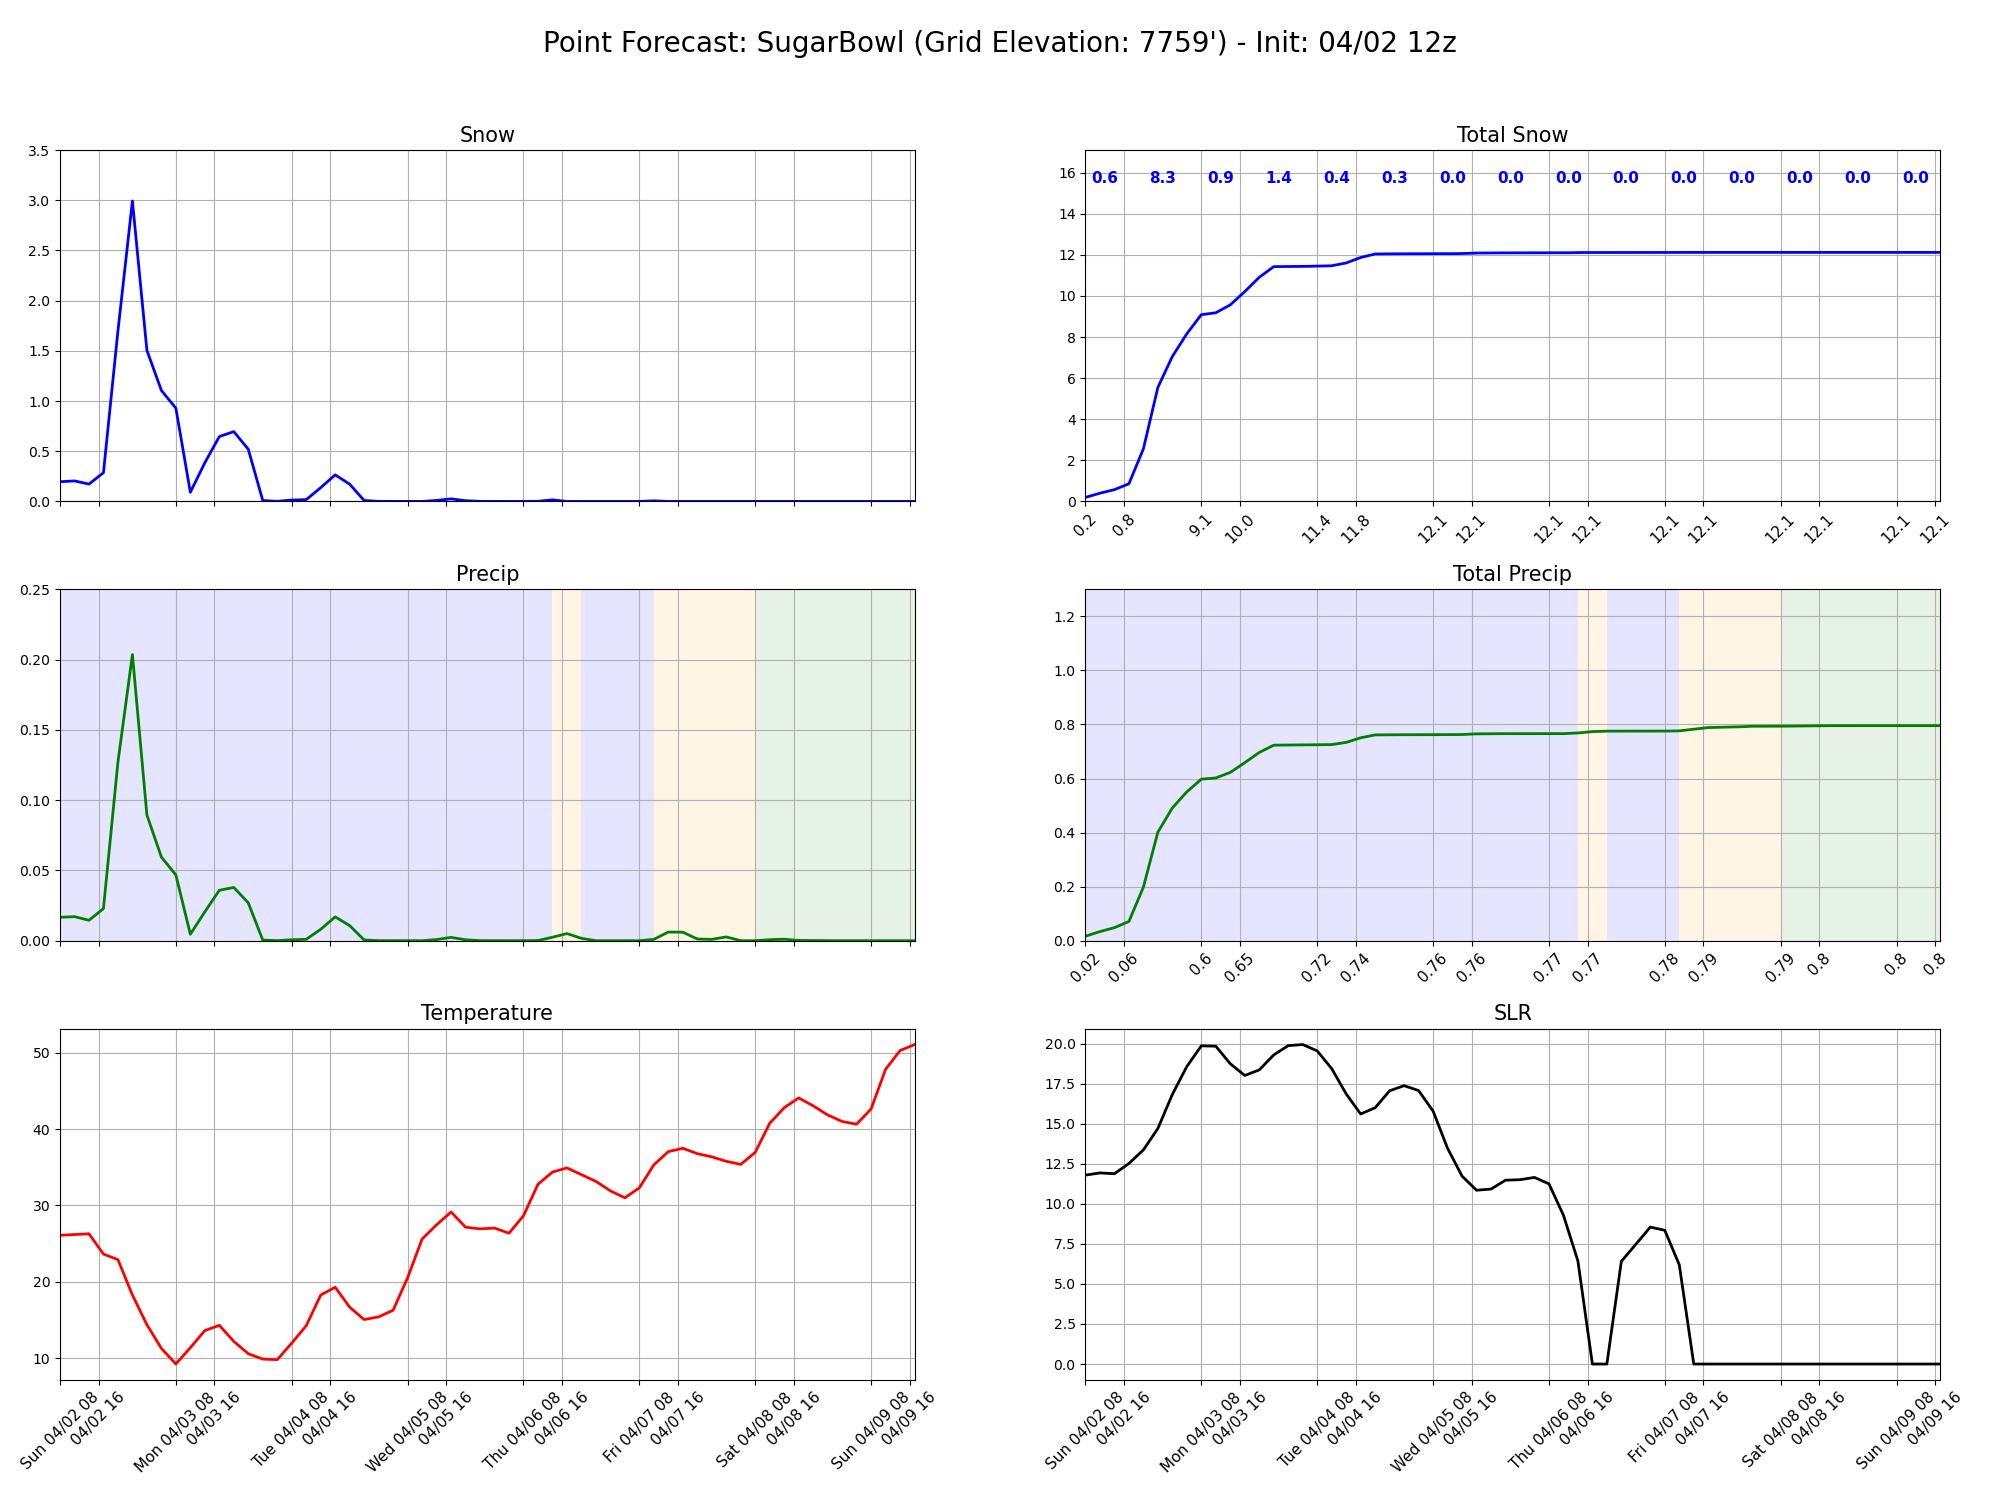 Point Forecast: SugarBowl (Grid Elevation: 7759') - Init: 04/02 12z
Snow
3.5
3.0
2.5
2.0
1.5
1.0
0.5
0.0
Total Snow
16
14
12
10
8
6
4
2
0
0.6 8.3 0.9 1.4 0.4 0.3 0.0 0.0 0.0 0.0 0.0 0.0 0.0 0.0 0.0
0.2 0.8 9.1 10.0 11.4 11.8 12.1 12.1 12.1 12.1 12.1 12.1 12.1 12.1 12.1 12.1
Precip
0.25
0.20
0.15
0.10
0.05
0.00
Total Precip
1.2
1.0
0.8
0.6
0.4
0.2
0.0
0.02 0.06 0.6 0.65 0.72 0.74 0.76 0.76 0.77 0.77 0.78 0.79 0.79 0.8 0.8 0.8
Temperature
50
40
30
20
10
Sun 04/02 08
04/02 16
Mon 04/03 08
04/03 16
Tue 04/04 08
04/04 16
Wed 04/05 08
04/05 16
Thu 04/06 08
04/06 16
Fri 04/07 08
04/07 16
Sat 04/08 08
04/08 16
Sun 04/09 08
04/09 16
SLR
20.0
17.5
15.0
12.5
10.0
7.5
5.0
2.5
0.0
Sun 04/02 08
04/02 16
Mon 04/03 08
04/03 16
Tue 04/04 08
04/04 16
Wed 04/05 08
04/05 16
Thu 04/06 08
04/06 16
Fri 04/07 08
04/07 16
Sat 04/08 08
04/08 16
Sun 04/09 08
04/09 16